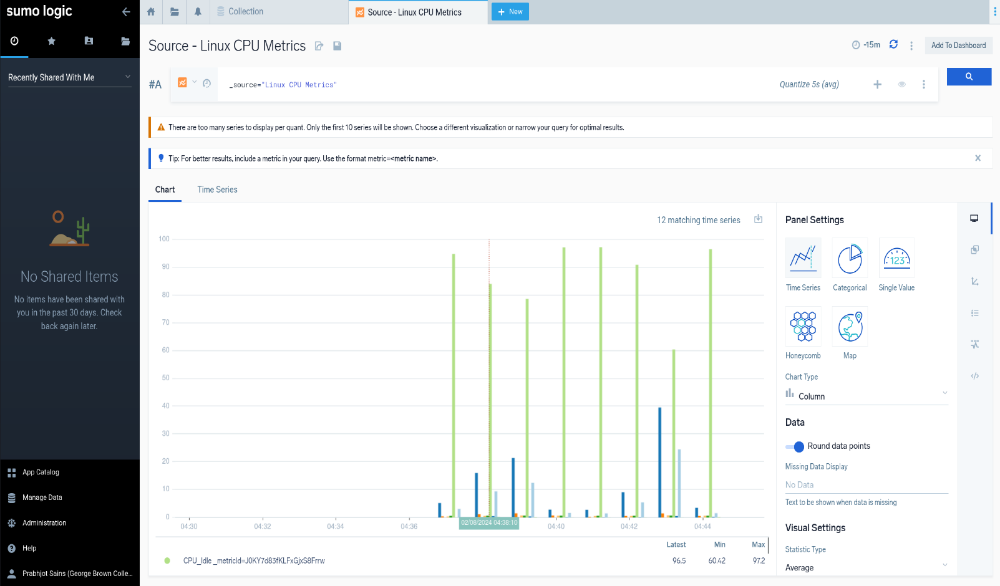 sumo logic
Collection
Source - Linux CPU Metrics
+ New
Source - Linux CPU Metrics
-15m
Add To Dashboard
Recently Shared With Me
#A
_source="Linux CPU Metrics"
Quantize 5s (avg)
There are too many series to display per quant. Only the first 10 series will be shown. Choose a different visualization or narrow your query for optimal results.
Tip: For better results, include a metric in your query. Use the format metric=<metric name>.
X
Chart
Time Series
12 matching time series
100
90
80
70
60
50
40
30
20
10
0
04:30
04:32
04:34
04:36
02/08/2024 04:38:10
04:40
04:42
04:44
Latest
Min
Max
CPU_Idle _metricId=J0KY7d83fKLFxGjxS8Frrw
96.5
60.42
97.2
Panel Settings
Time Series
Categorical
123
Single Value
Honeycomb
Map
Chart Type
Column
Data
Round data points
Missing Data Display
No Data
Text to be shown when data is missing
Visual Settings
Statistic Type
Average
</>
No Shared Items
No items have been shared with
you in the past 30 days. Check
back again later.
App Catalog
Manage Data
Administration
Help
Prabhjot Sains (George Brown Colle...